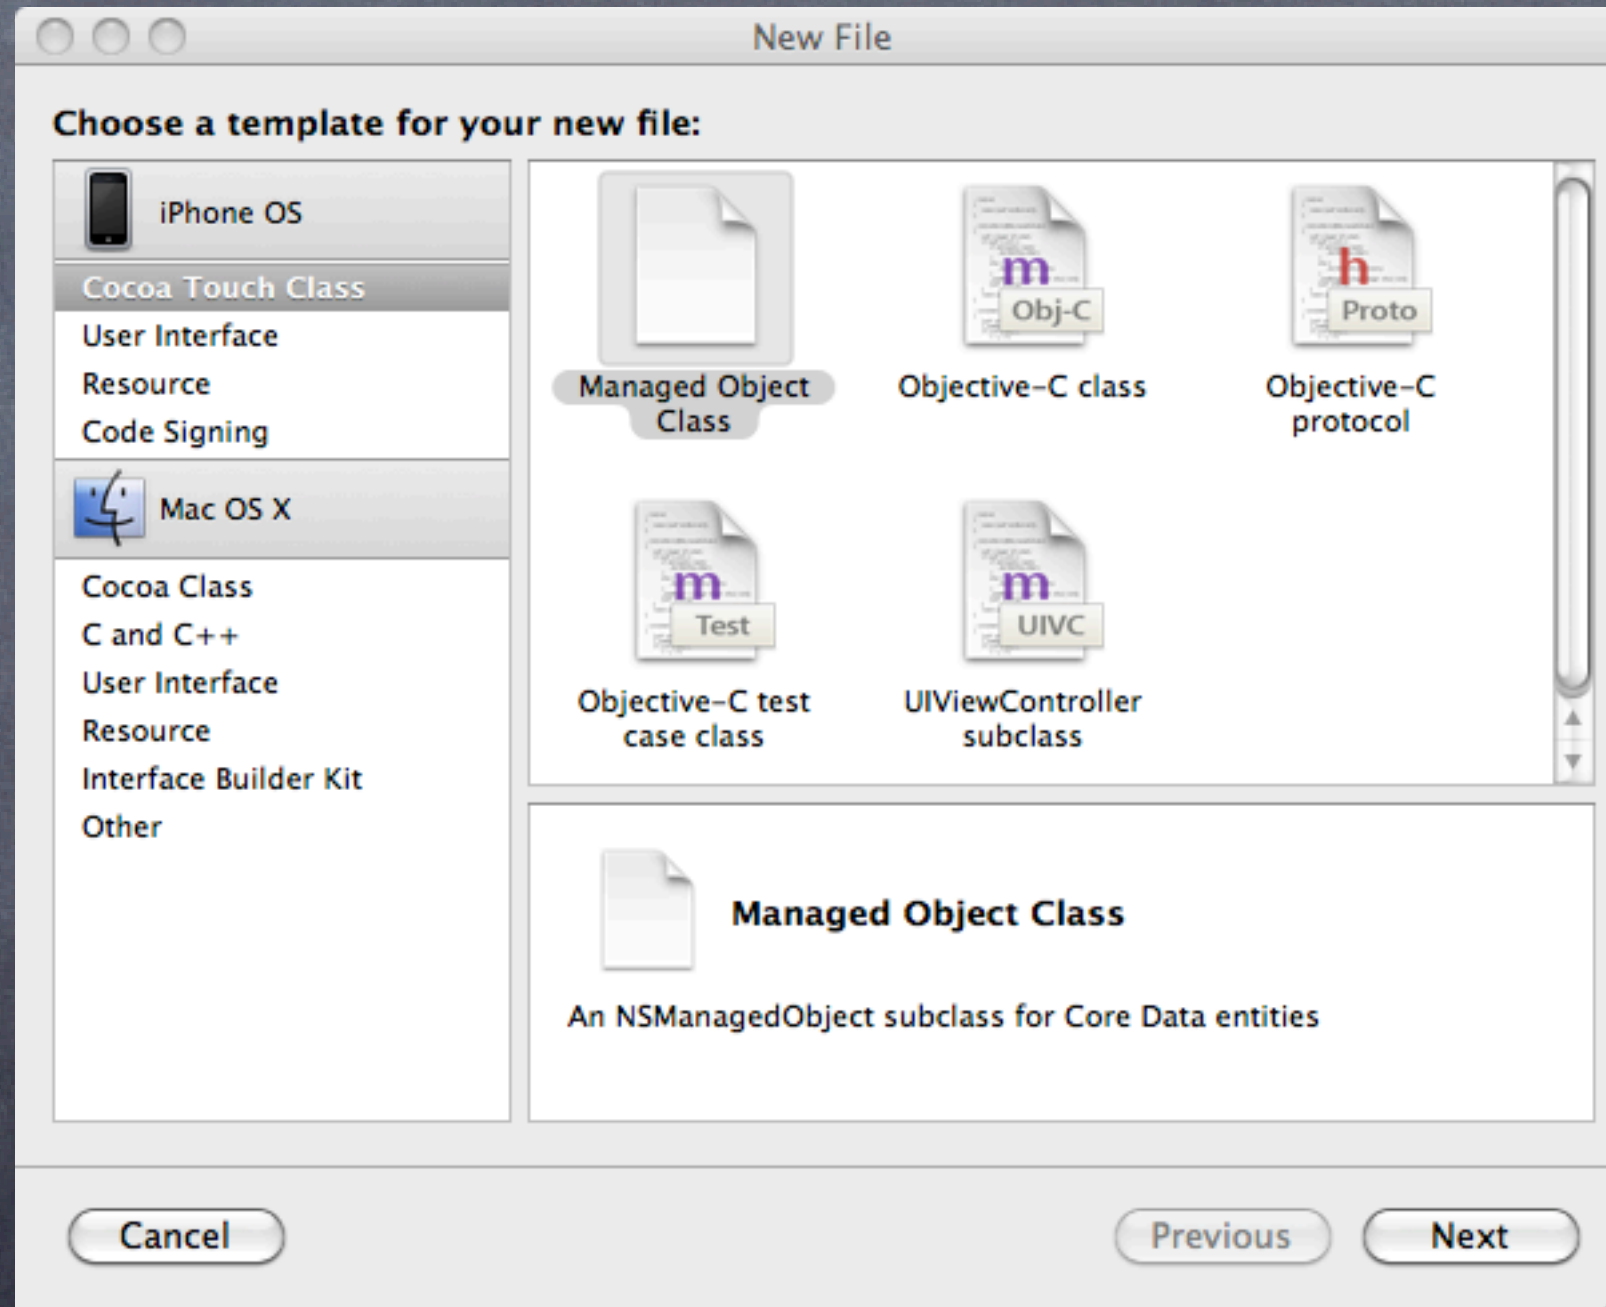 New File
Choose a template for your new file:
iPhone OS
Cocoa Touch Class
User Interface
Resource
Code Signing
Mac OS X
Cocoa Class
C and C++
User Interface
Resource
Interface Builder Kit
Other
Managed Object
Class
m
Obj-C
Objective-C class
h
Proto
Objective-C
protocol
m
Test
Objective-C test
case class
m
UIVC
UIViewController
subclass
Managed Object Class
An NSManagedObject subclass for Core Data entities
Cancel
Previous
Next